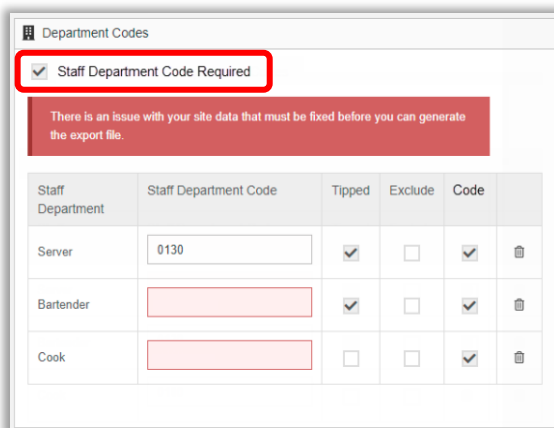 Department Codes
Staff Department Code Required
There is an issue with your site data that must be fixed before you can generate
the export file.
Staff Department Staff Department Code Tipped Exclude Code
Server 0130
Bartender
Cook